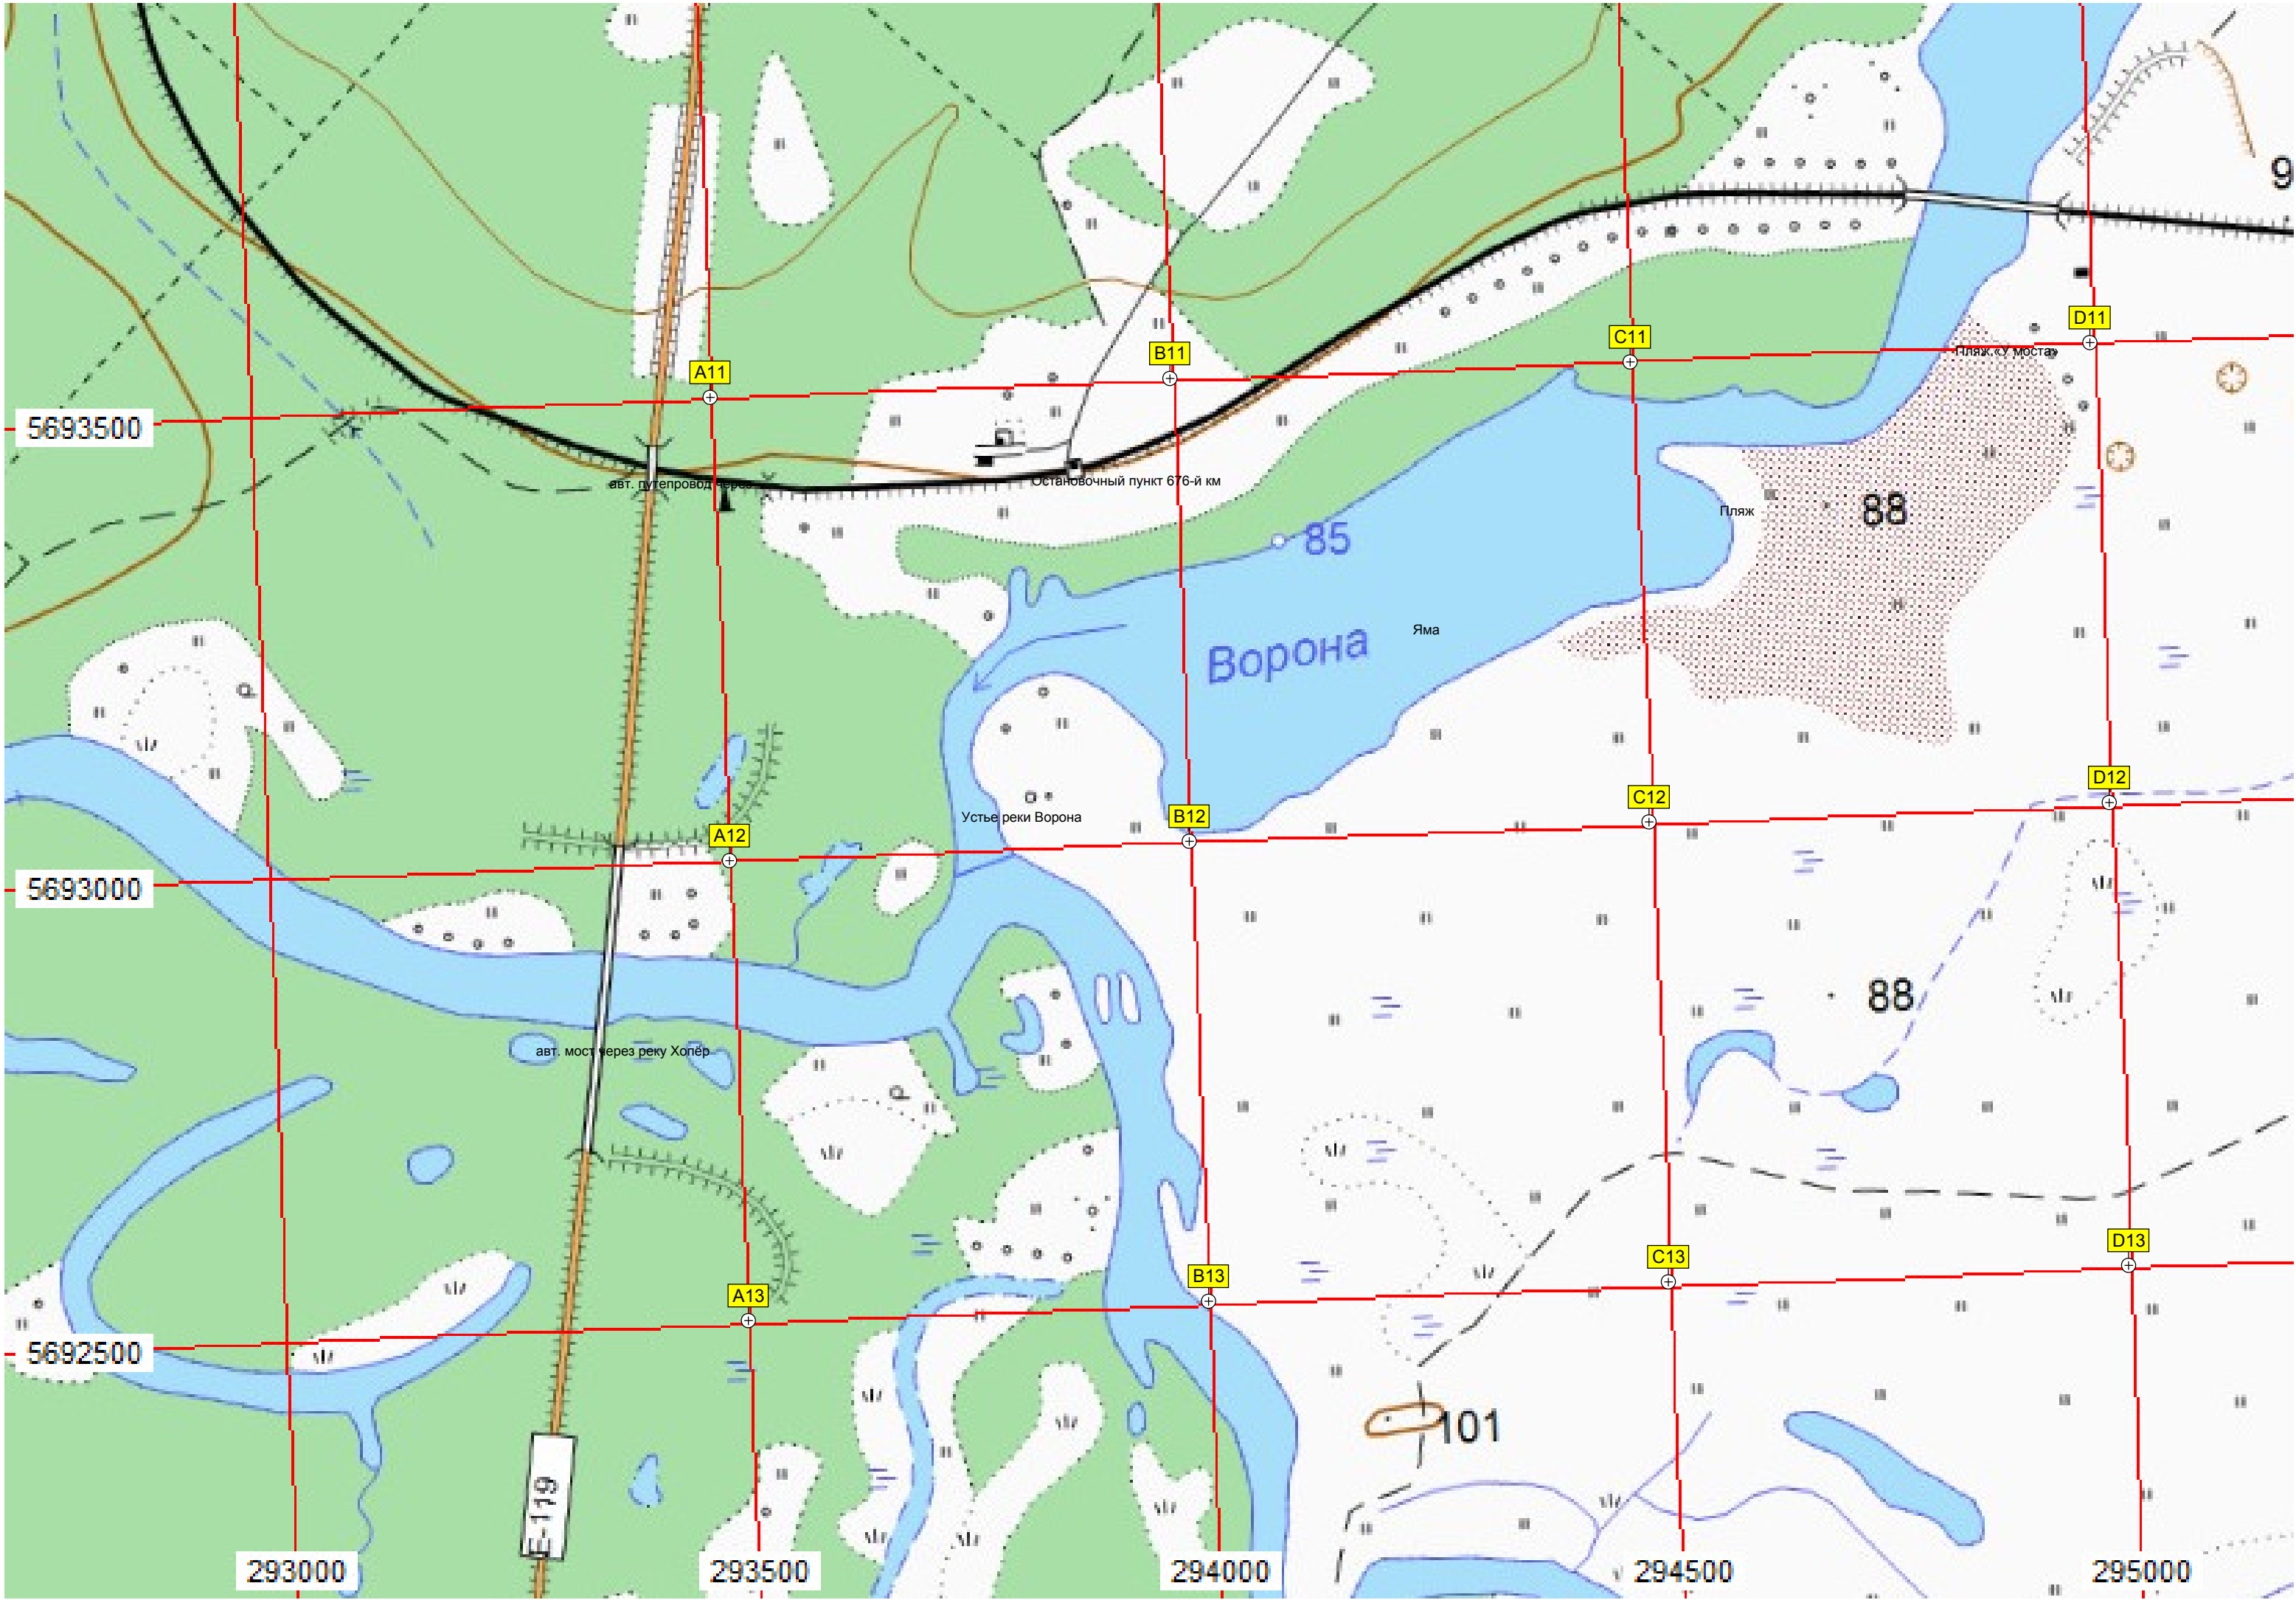 9
D11
C11
Пляж «У моста»
B11
A11
5693500
авт. путепровод через
Остановочный пункт 676-й км
Пляж
88
85
Яма
Ворона
D12
C12
Устье реки Ворона
B12
A12
5693000
88
авт. мост через реку Хопёр
D13
C13
B13
A13
5692500
101
E-119
293000
293500
294000
294500
295000